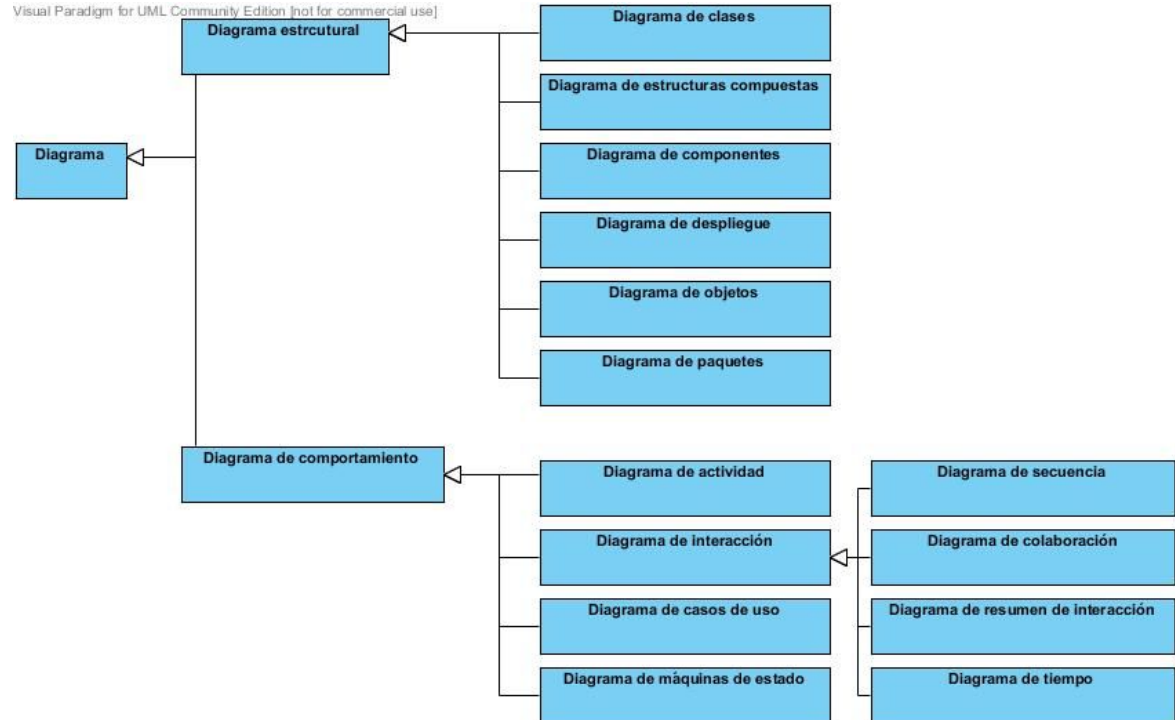 Visual Paradigm for UML Community Edition [not for commercial use]
Diagrama estrcutural
Diagrama de clases
Diagrama de estructuras compuestas
Diagrama
Diagrama de componentes
Diagrama de despliegue
Diagrama de objetos
Diagrama de paquetes
Diagrama de comportamiento
Diagrama de actividad
Diagrama de secuencia
Diagrama de interacción
Diagrama de colaboración
Diagrama de casos de uso
Diagrama de resumen de interacción
Diagrama de máquinas de estado
Diagrama de tiempo